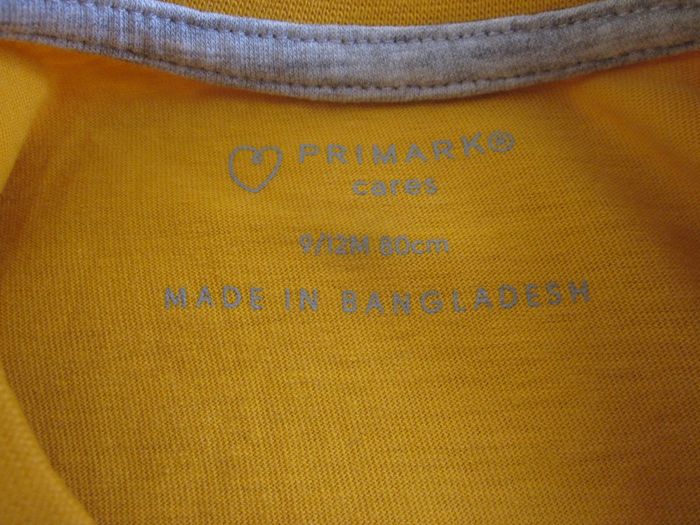 PRIMARK®
cares
9/12M 80cm
MADE IN BANGLADESH